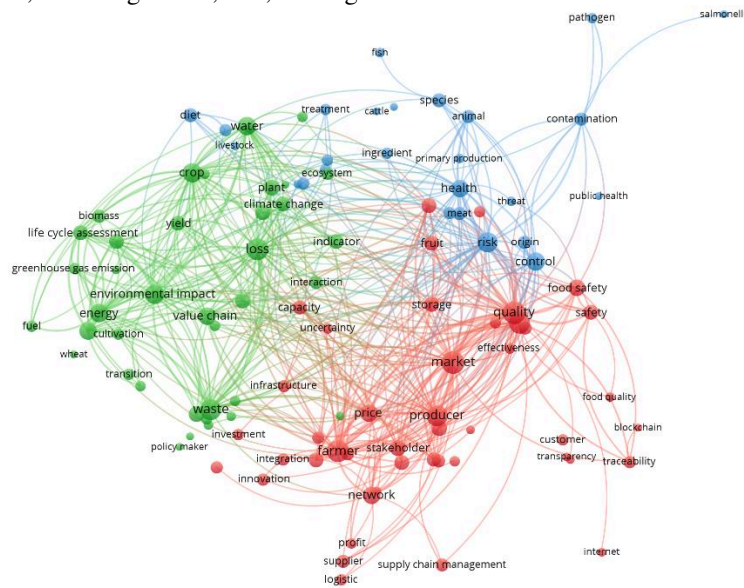 pathogen
salmonell
fish
species
diet
treatment
cattle
animal
contamination
water
livestock
ingredient
primary production
crop
ecosystem
plant
health
threat
public health
climate change
meat
biomass
yield
life cycle assessment
loss
indicator
fruit
risk
origin
control
greenhouse gas emission
interaction
food safety
environmental impact
energy
value chain
capacity
storage
quality
safety
fuel
cultivation
uncertainty
effectiveness
wheat
market
transition
infrastructure
food quality
waste
price
producer
blockchain
policy maker
investment
farmer
stakeholder
customer
transparency
traceability
integration
innovation
network
profit
supplier
supply chain management
internet
logistic